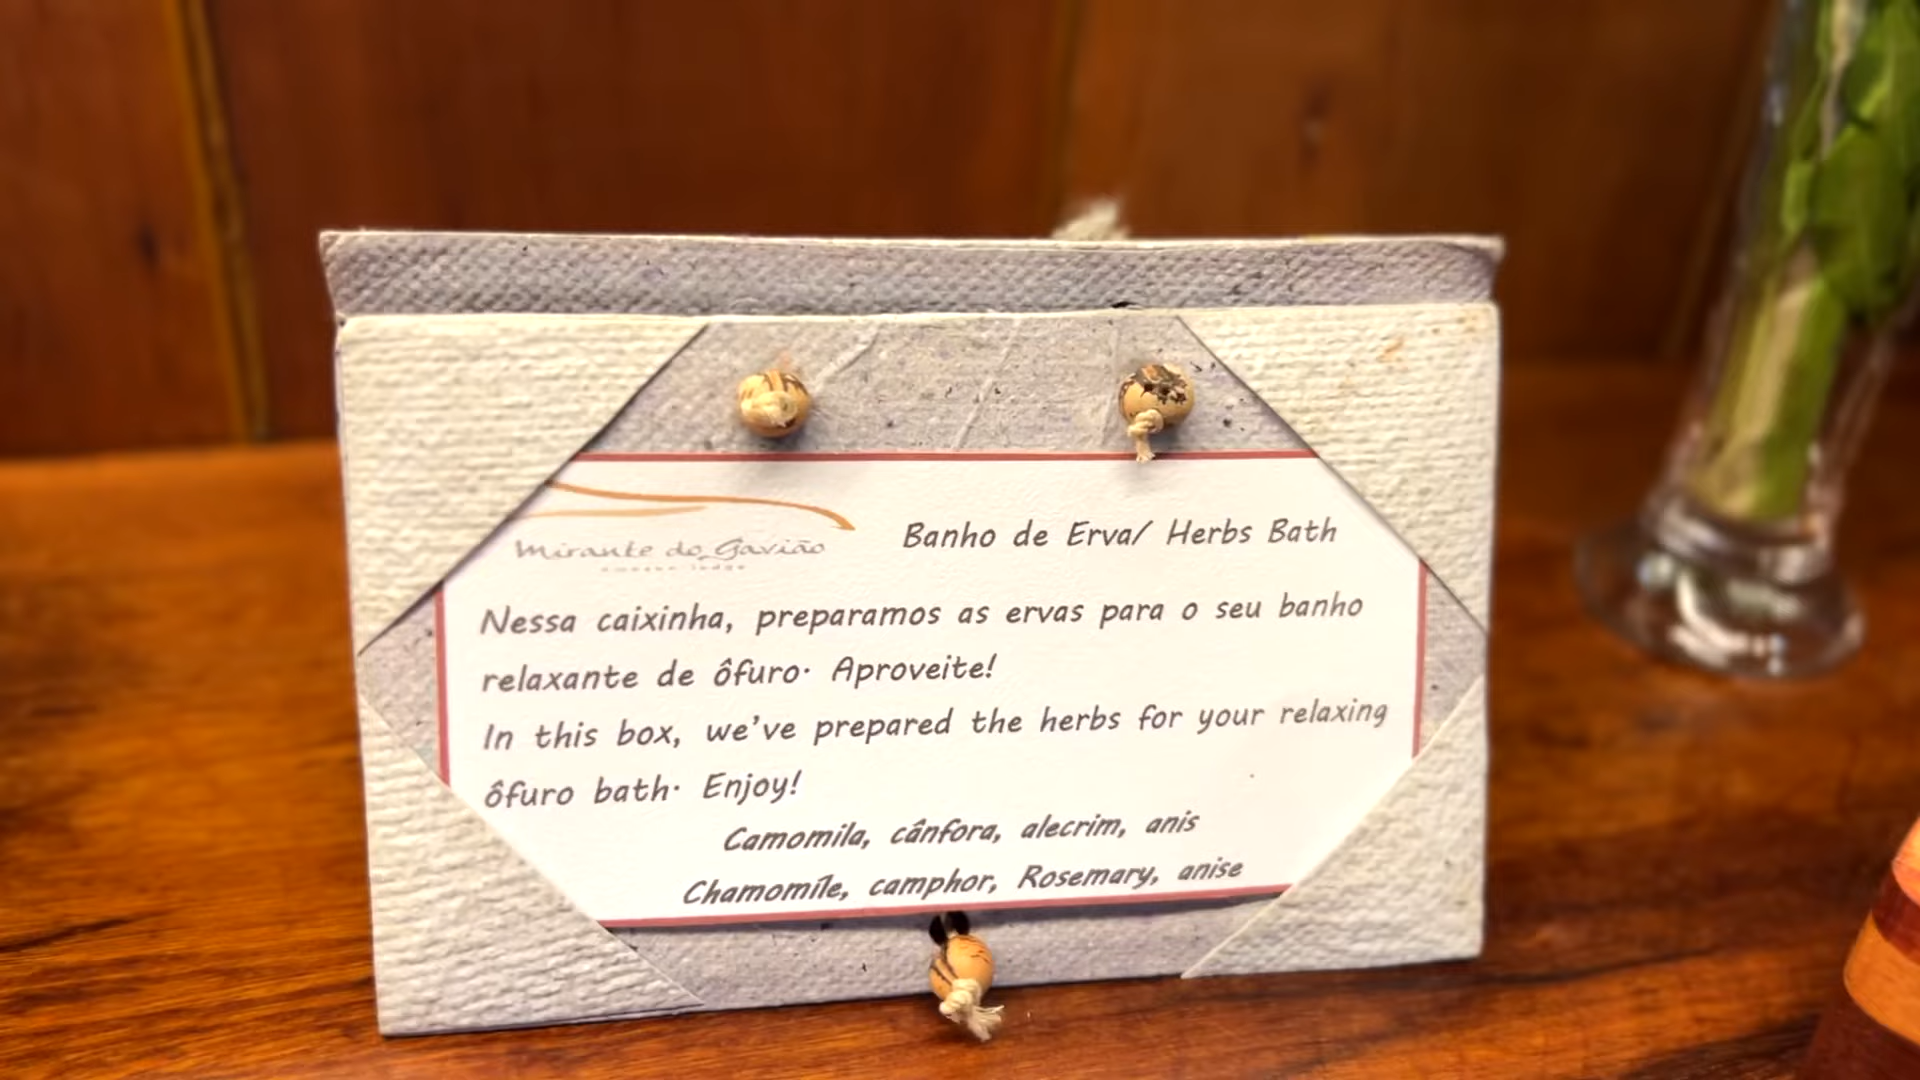 Mirante do Gavião
amazon lodge
Banho de Erva/ Herbs Bath
Nessa caixinha, preparamos as ervas para o seu banho
relaxante de ôfuro. Aproveite!
In this box, we've prepared the herbs for your relaxing
ôfuro bath. Enjoy!
Camomila, cânfora, alecrim, anis
Chamomile, camphor, Rosemary, anise